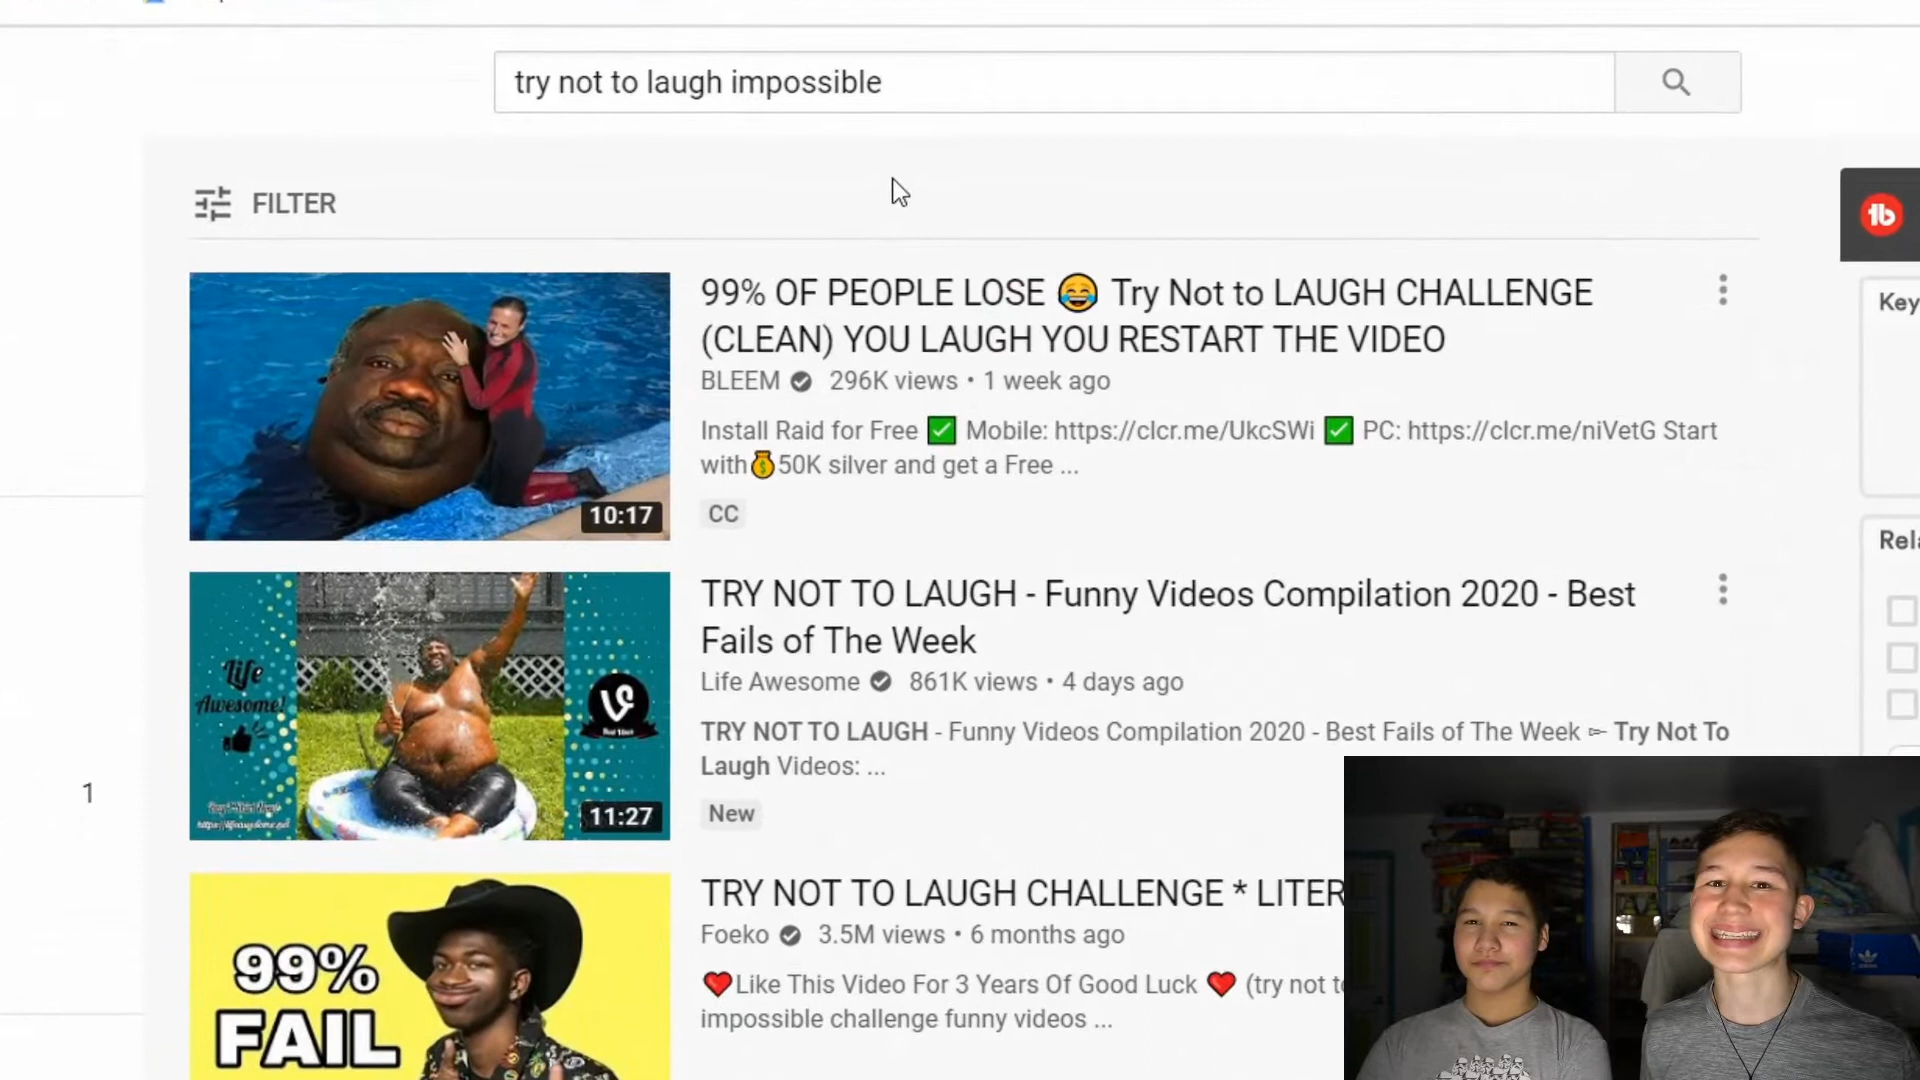 try not to laugh impossible
FILTER
99% OF PEOPLE LOSE 😂 Try Not to LAUGH CHALLENGE
(CLEAN) YOU LAUGH YOU RESTART THE VIDEO
BLEEM 296K views • 1 week ago
Install Raid for Free ✅ Mobile: https://clcr.me/UkcSWi ✅ PC: https://clcr.me/niVetG Start
with💰50K silver and get a Free ...
CC
10:17
Key
TRY NOT TO LAUGH - Funny Videos Compilation 2020 - Best
Fails of The Week
Life Awesome 861K views • 4 days ago
TRY NOT TO LAUGH - Funny Videos Compilation 2020 - Best Fails of The Week ⌲ Try Not To
Laugh Videos: ...
New
Life
Awesome!
11:27
Rela
1
TRY NOT TO LAUGH CHALLENGE * LITER
Foeko 3.5M views • 6 months ago
❤️Like This Video For 3 Years Of Good Luck ❤️ (try not t
impossible challenge funny videos ...
99%
FAIL
adidas